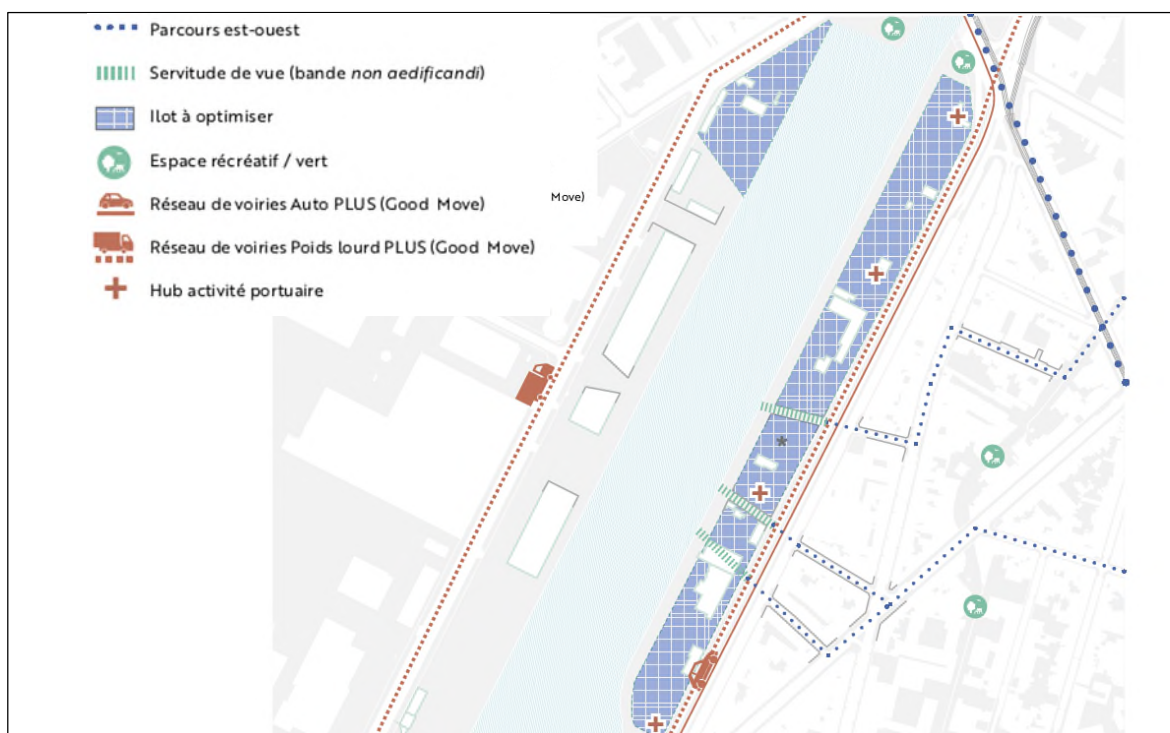 Parcours est-ouest
Servitude de vue (bande non aedificandi)
Ilot à optimiser
Espace récréatif / vert
Réseau de voiries Auto PLUS (Good Move)
Move)
Réseau de voiries Poids lourd PLUS (Good Move)
Hub activité portuaire
*